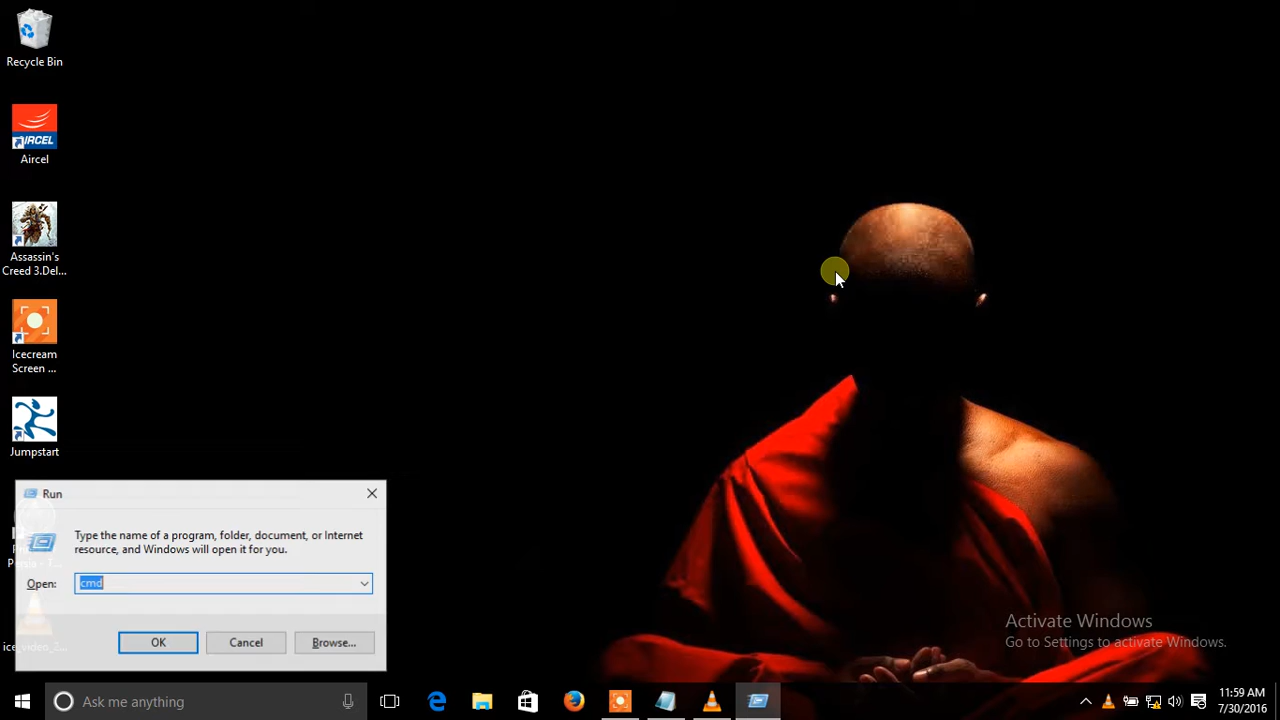 Recycle Bin
AIRCEL
Aircel
Assassin's
Creed 3.Del...
Icecream
Screen ...
Jumpstart
Run
Type the name of a program, folder, document, or Internet
resource, and Windows will open it for you.
Open:
cmd
OK
Cancel
Browse...
Activate Windows
Go to Settings to activate Windows.
Ask me anything
11:59 AM
7/30/2016